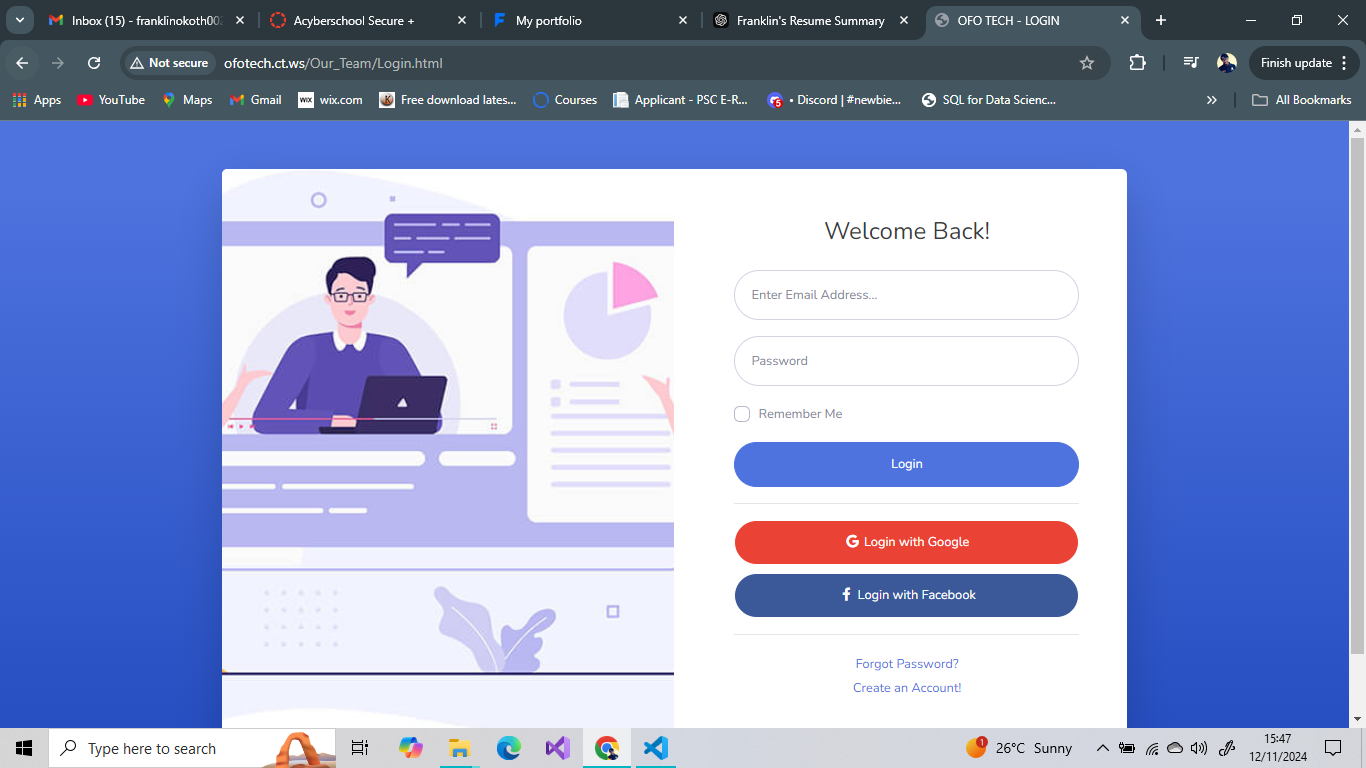 Inbox (15) - franklinokoth00
Acyberschool Secure +
My portfolio
Franklin's Resume Summary
OFO TECH - LOGIN
Not secure
ofotech.ct.ws/Our_Team/Login.html
Finish update
Apps
YouTube
Maps
Gmail
WiX
wix.com
Free download lates...
Courses
Applicant - PSC E-R...
5
• Discord | #newbie...
SQL for Data Scienc...
»
All Bookmarks
Welcome Back!
Enter Email Address...
Password
Remember Me
Login
G Login with Google
f Login with Facebook
Forgot Password?
Create an Account!
Type here to search
1
26°C Sunny
15:47
12/11/2024